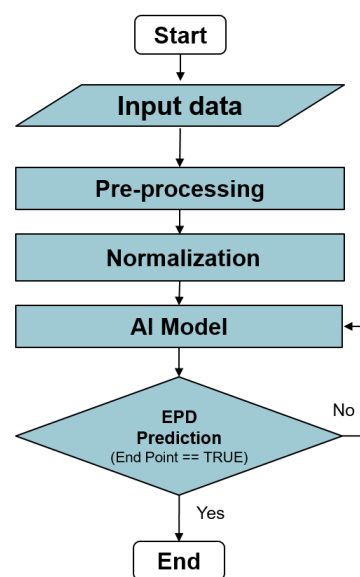 Start
Input data
Pre-processing
Normalization
AI Model
EPD
Prediction
(End Point == TRUE)
No
Yes
End